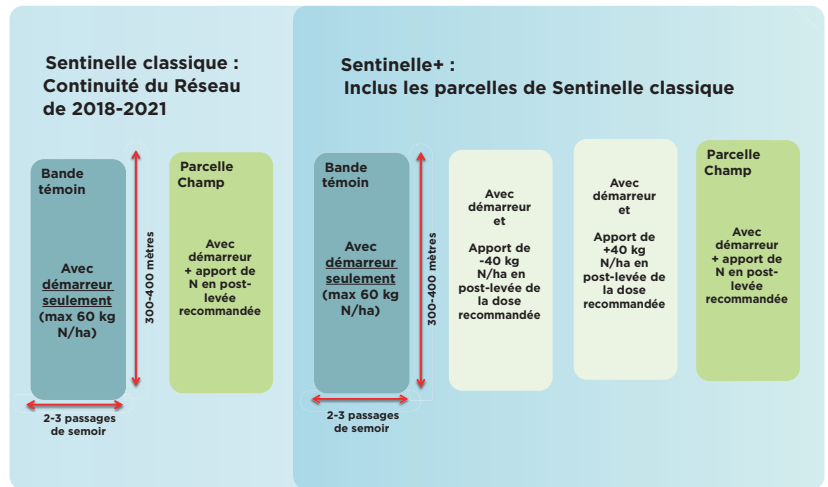 Sentinelle classique :
Continuité du Réseau
de 2018-2021
Bande
témoin
Avec
démarreur
seulement
(max 60 kg
N/ha)
300-400 mètres
2-3 passages
de semoir
Parcelle
Champ
Avec
démarreur
+ apport de
N en post-
levée
recommandée
Sentinelle+ :
Inclus les parcelles de Sentinelle classique
Bande
témoin
Avec
démarreur
seulement
(max 60 kg
N/ha)
300-400 mètres
2-3 passages
de semoir
Avec
démarreur
et
Apport de
-40 kg
N/ha en
post-levée de
la dose
recommandée
Avec
démarreur
et
Apport de
+40 kg
N/ha en
post-levée de
la dose
recommandée
Parcelle
Champ
Avec
démarreur
+ apport de
N en post-
levée
recommandée